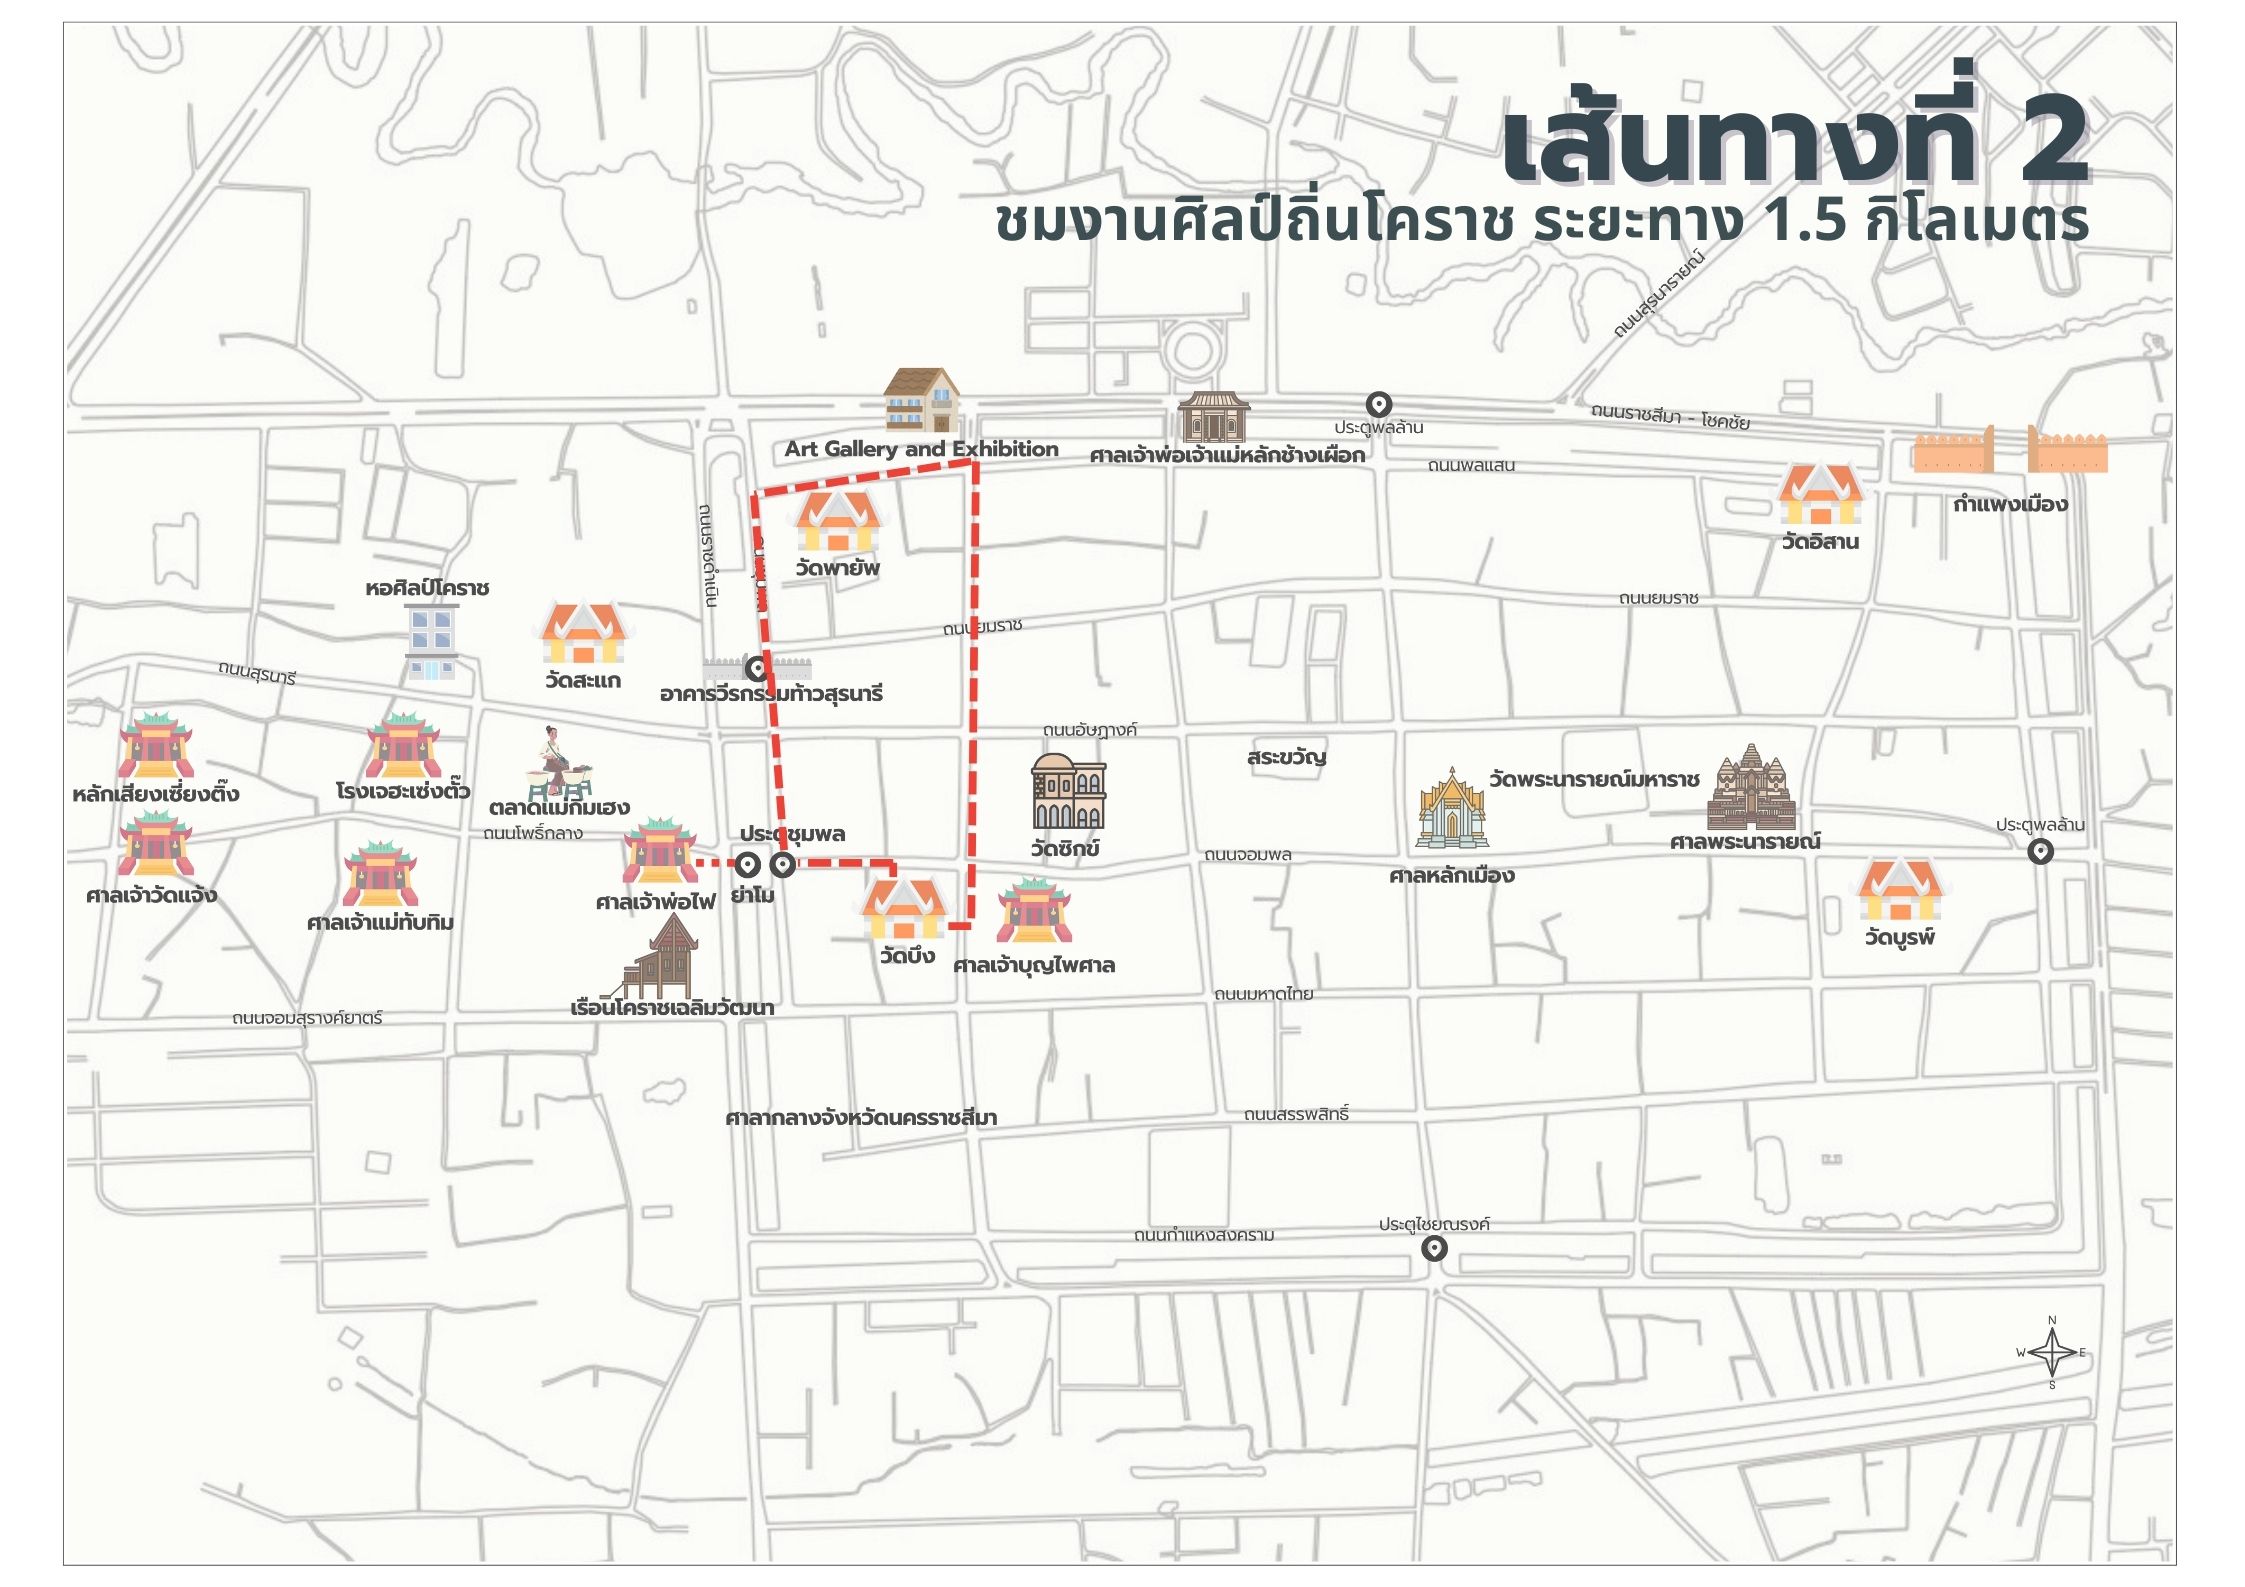 เส้นทางที่ 2
ชมงานศิลป์ถิ่นโคราช ระยะทาง 1.5 กิโลเมตร
ถนนสุรนารายณ์
ประตูพลล้าน
ถนนราชสีมา - โชคชัย
Art Gallery and Exhibition
ศาลเจ้าพ่อเจ้าแม่หลักช้างเผือก
ถนนพลแสน
กำแพงเมือง
วัดอิสาน
ถนนราชดำเนิน
วัดพายัพ
หอศิลป์โคราช
ถนนยมราช
ถนนยมราช
ถนนสุรนารี
วัดสะแก
อาคารวีรกรรมท้าวสุรนารี
ถนนอัษฎางค์
สระขวัญ
วัดพระนารายณ์มหาราช
หลักเสียงเซี่ยงติ๊ง
โรงเจฮะเซ่งตั๊ว
ตลาดแม่กิมเฮง
ถนนโพธิ์กลาง
ประตูชุมพล
วัดซิกข์
ถนนจอมพล
ศาลหลักเมือง
ศาลพระนารายณ์
ประตูพลล้าน
ศาลเจ้าวัดแจ้ง
ศาลเจ้าแม่ทับทิม
ศาลเจ้าพ่อไฟ
ย่าโม
วัดบึง
ศาลเจ้าบุญไพศาล
วัดบูรพ์
เรือนโคราชเฉลิมวัฒนา
ถนนมหาดไทย
ถนนจอมสุรางค์ยาตร์
ศาลากลางจังหวัดนครราชสีมา
ถนนสรรพสิทธิ์
ถนนกำแหงสงคราม
ประตูไชยณรงค์
N
W E
S